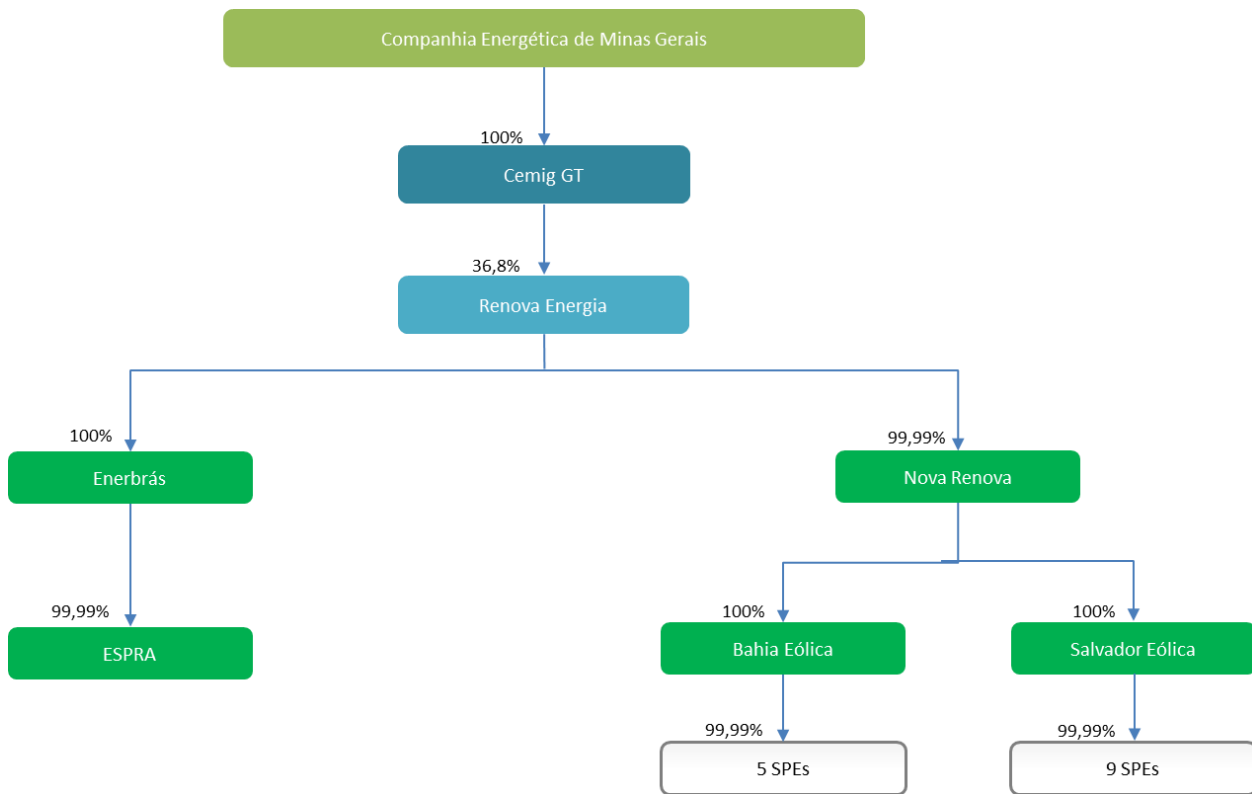 Companhia Energética de Minas Gerais
100%
Cemig GT
36,8%
Renova Energia
100%
99,99%
Enerbrás
Nova Renova
99,99%
100%
100%
ESPRA
Bahia Eólica
Salvador Eólica
99,99%
99,99%
5 SPEs
9 SPEs